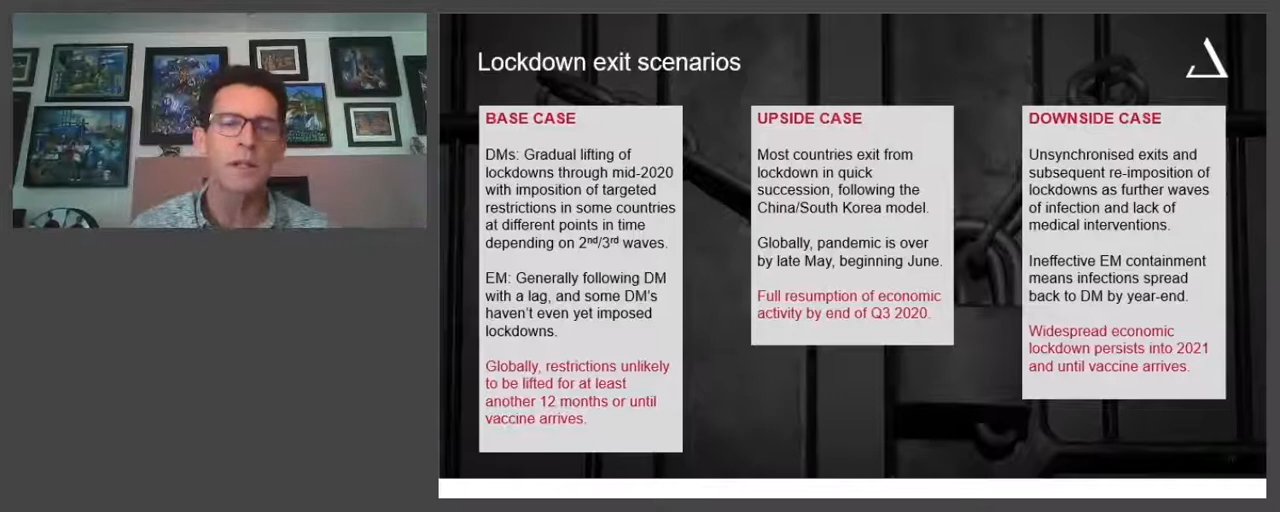 Lockdown exit scenarios
BASE CASE
DMs: Gradual lifting of
lockdowns through mid-2020
with imposition of targeted
restrictions in some countries
at different points in time
depending on 2nd/3rd waves.
EM: Generally following DM
with a lag, and some DM's
haven't even yet imposed
lockdowns.
Globally, restrictions unlikely
to be lifted for at least
another 12 months or until
vaccine arrives.
UPSIDE CASE
Most countries exit from
lockdown in quick
succession, following the
China/South Korea model.
Globally, pandemic is over
by late May, beginning June.
Full resumption of economic
activity by end of Q3 2020.
DOWNSIDE CASE
Unsynchronised exits and
subsequent re-imposition of
lockdowns as further waves
of infection and lack of
medical interventions.
Ineffective EM containment
means infections spread
back to DM by year-end.
Widespread economic
lockdown persists into 2021
and until vaccine arrives.